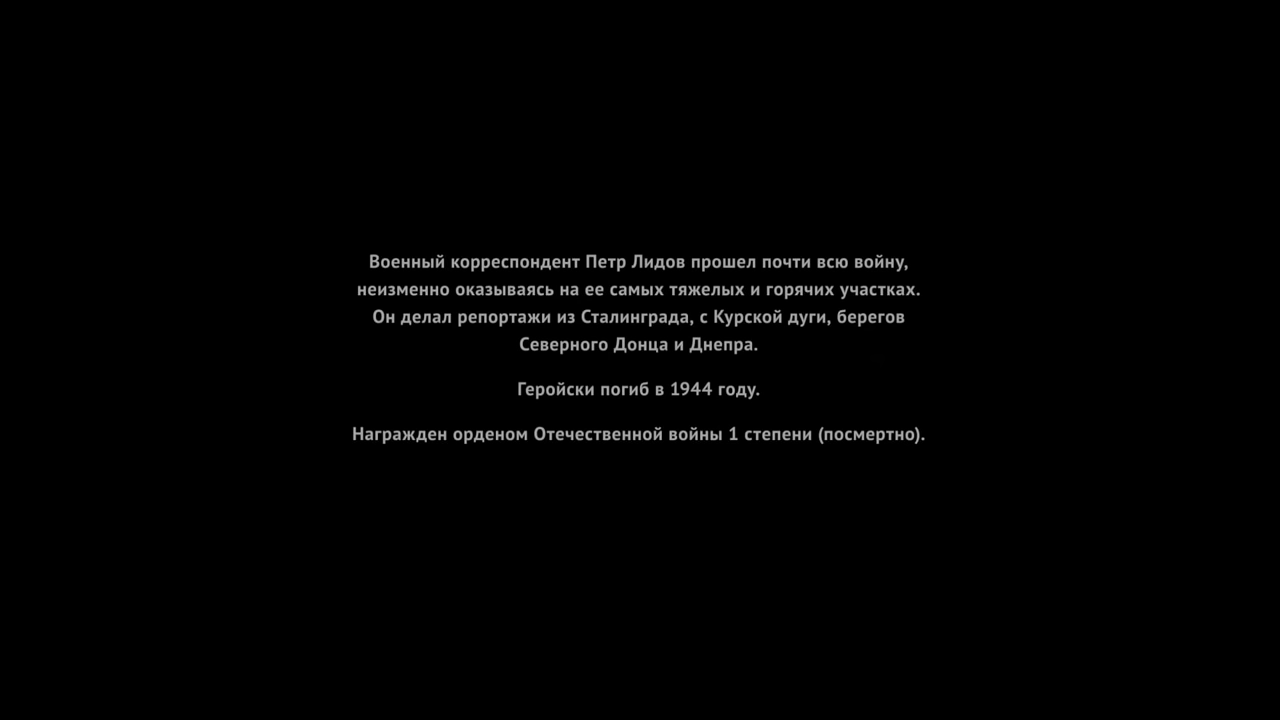 Военный корреспондент Петр Лидов прошел почти всю войну,
неизменно оказываясь на ее самых тяжелых и горячих участках.
Он делал репортажи из Сталинграда, с Курской дуги, берегов
Северного Донца и Днепра.
Геройски погиб в 1944 году.
Награжден орденом Отечественной войны 1 степени (посмертно).